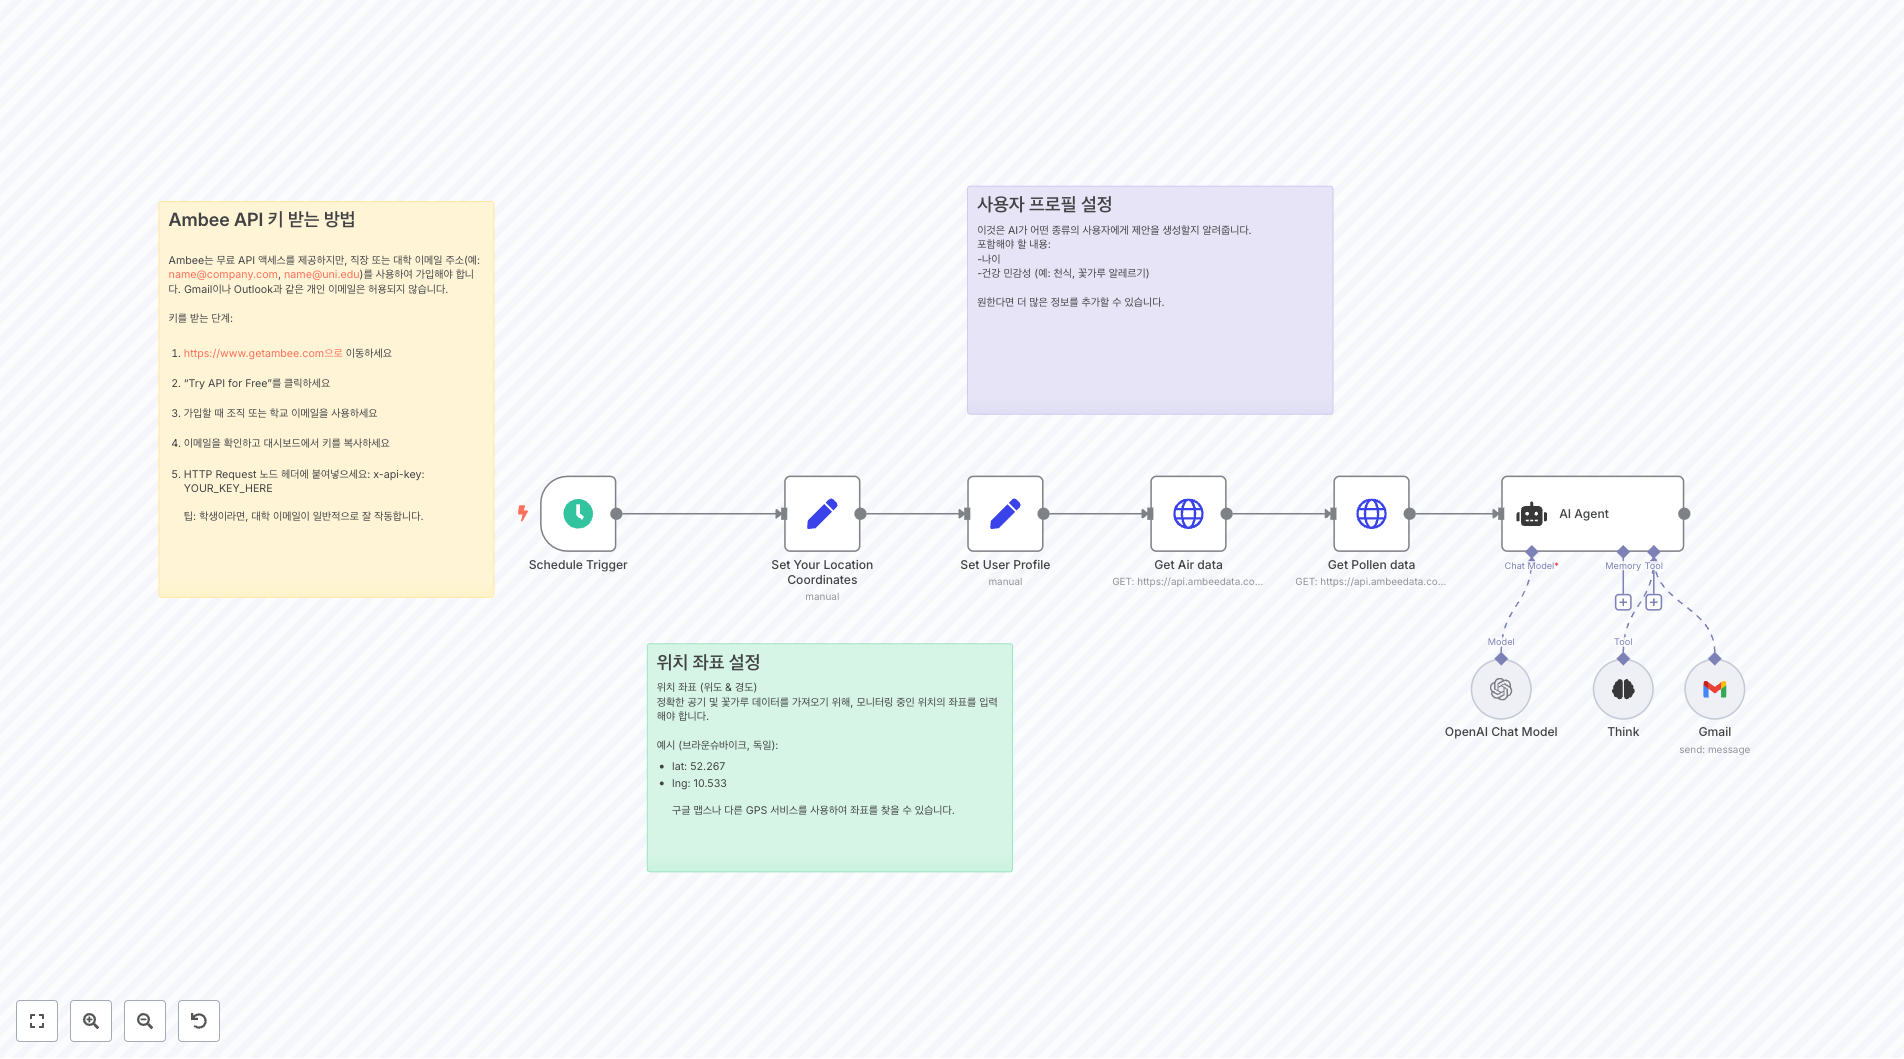 Ambee API 키 받는 방법
Ambee는 무료 API 액세스를 제공하지만, 직장 또는 대학 이메일 주소(예:
name@company.com, name@uni.edu)를 사용하여 가입해야 합니
다. Gmail이나 Outlook과 같은 개인 이메일은 허용되지 않습니다.
키를 받는 단계:
1. https://www.getambee.com으로 이동하세요
2. “Try API for Free”를 클릭하세요
3. 가입할 때 조직 또는 학교 이메일을 사용하세요
4. 이메일을 확인하고 대시보드에서 키를 복사하세요
5. HTTP Request 노드 헤더에 붙여넣으세요: x-api-key:
YOUR_KEY_HERE
팁: 학생이라면, 대학 이메일이 일반적으로 잘 작동합니다.
사용자 프로필 설정
이것은 AI가 어떤 종류의 사용자에게 제안을 생성할지 알려줍니다.
포함해야 할 내용:
-나이
-건강 민감성 (예: 천식, 꽃가루 알레르기)
원한다면 더 많은 정보를 추가할 수 있습니다.
Schedule Trigger
Set Your Location
Coordinates
manual
Set User Profile
manual
Get Air data
GET: https://api.ambeedata.co...
Get Pollen data
GET: https://api.ambeedata.co...
AI Agent
Chat Model*
Memory
Tool
Model
Tool
OpenAI Chat Model
Think
Gmail
send: message
위치 좌표 설정
위치 좌표 (위도 & 경도)
정확한 공기 및 꽃가루 데이터를 가져오기 위해, 모니터링 중인 위치의 좌표를 입력
해야 합니다.
예시 (브라운슈바이크, 독일):
• lat: 52.267
• lng: 10.533
구글 맵스나 다른 GPS 서비스를 사용하여 좌표를 찾을 수 있습니다.